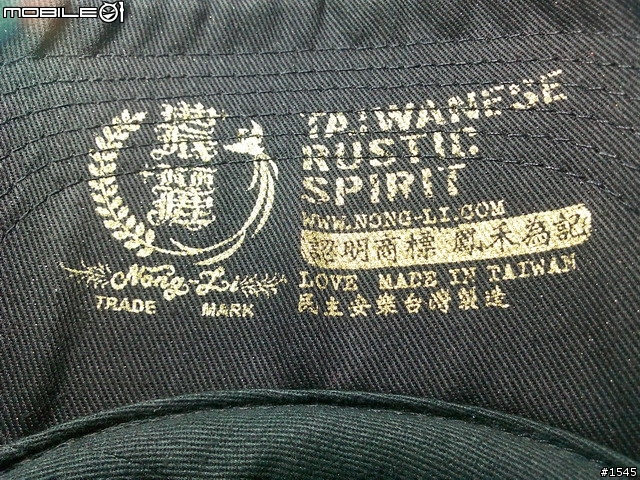 MOBILE01
TAIWANESE
RUSTIC
SPIRIT
WWW.NONG-LI.COM
認明商標 鳳禾為記
LOVE MADE IN TAIWAN
民主安樂台灣製造
Nong-Li
TRADE MARK
#1545